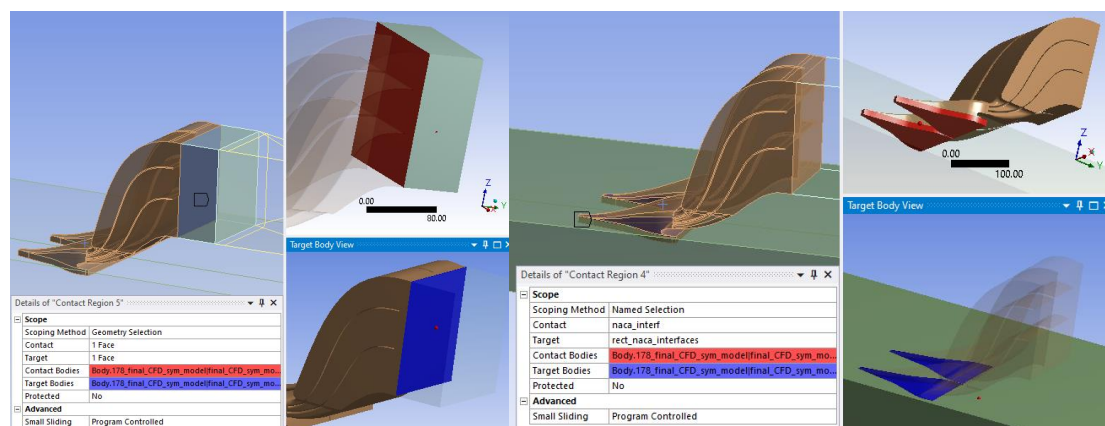 Z
Y
0.00
80.00
Target Body View
Details of "Contact Region 5"
Scope
Scoping Method Geometry Selection
Contact 1 Face
Target 1 Face
Contact Bodies Body.178_final_CFD_sym_model|final_CFD_sym_mo...
Target Bodies Body.178_final_CFD_sym_model|final_CFD_sym_mo...
Protected No
Advanced
Small Sliding Program Controlled
Details of "Contact Region 4"
Scope
Scoping Method Named Selection
Contact naca_interf
Target rect_naca_interfaces
Contact Bodies Body.178_final_CFD_sym_model|final_CFD_sym_mo...
Target Bodies Body.178_final_CFD_sym_model|final_CFD_sym_mo...
Protected No
Advanced
Small Sliding Program Controlled
0.00
100.00
Z
X
Y
Target Body View